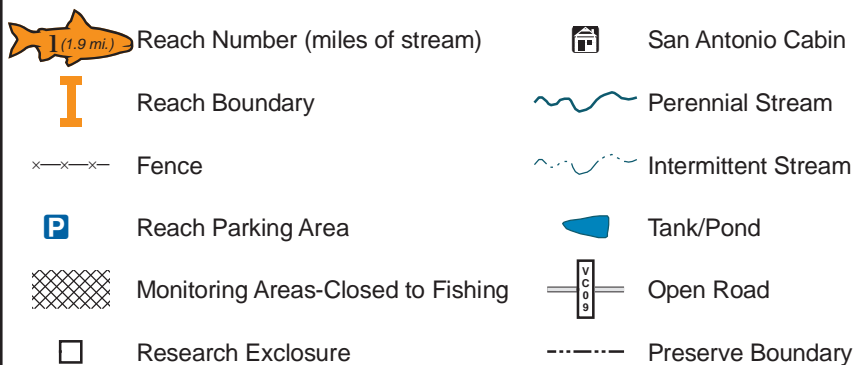 1 (1.9 mi.) Reach Number (miles of stream)
Reach Boundary
Fence
P Reach Parking Area
Monitoring Areas-Closed to Fishing
Research Exclosure
San Antonio Cabin
Perennial Stream
Intermittent Stream
Tank/Pond
VC09 Open Road
Preserve Boundary